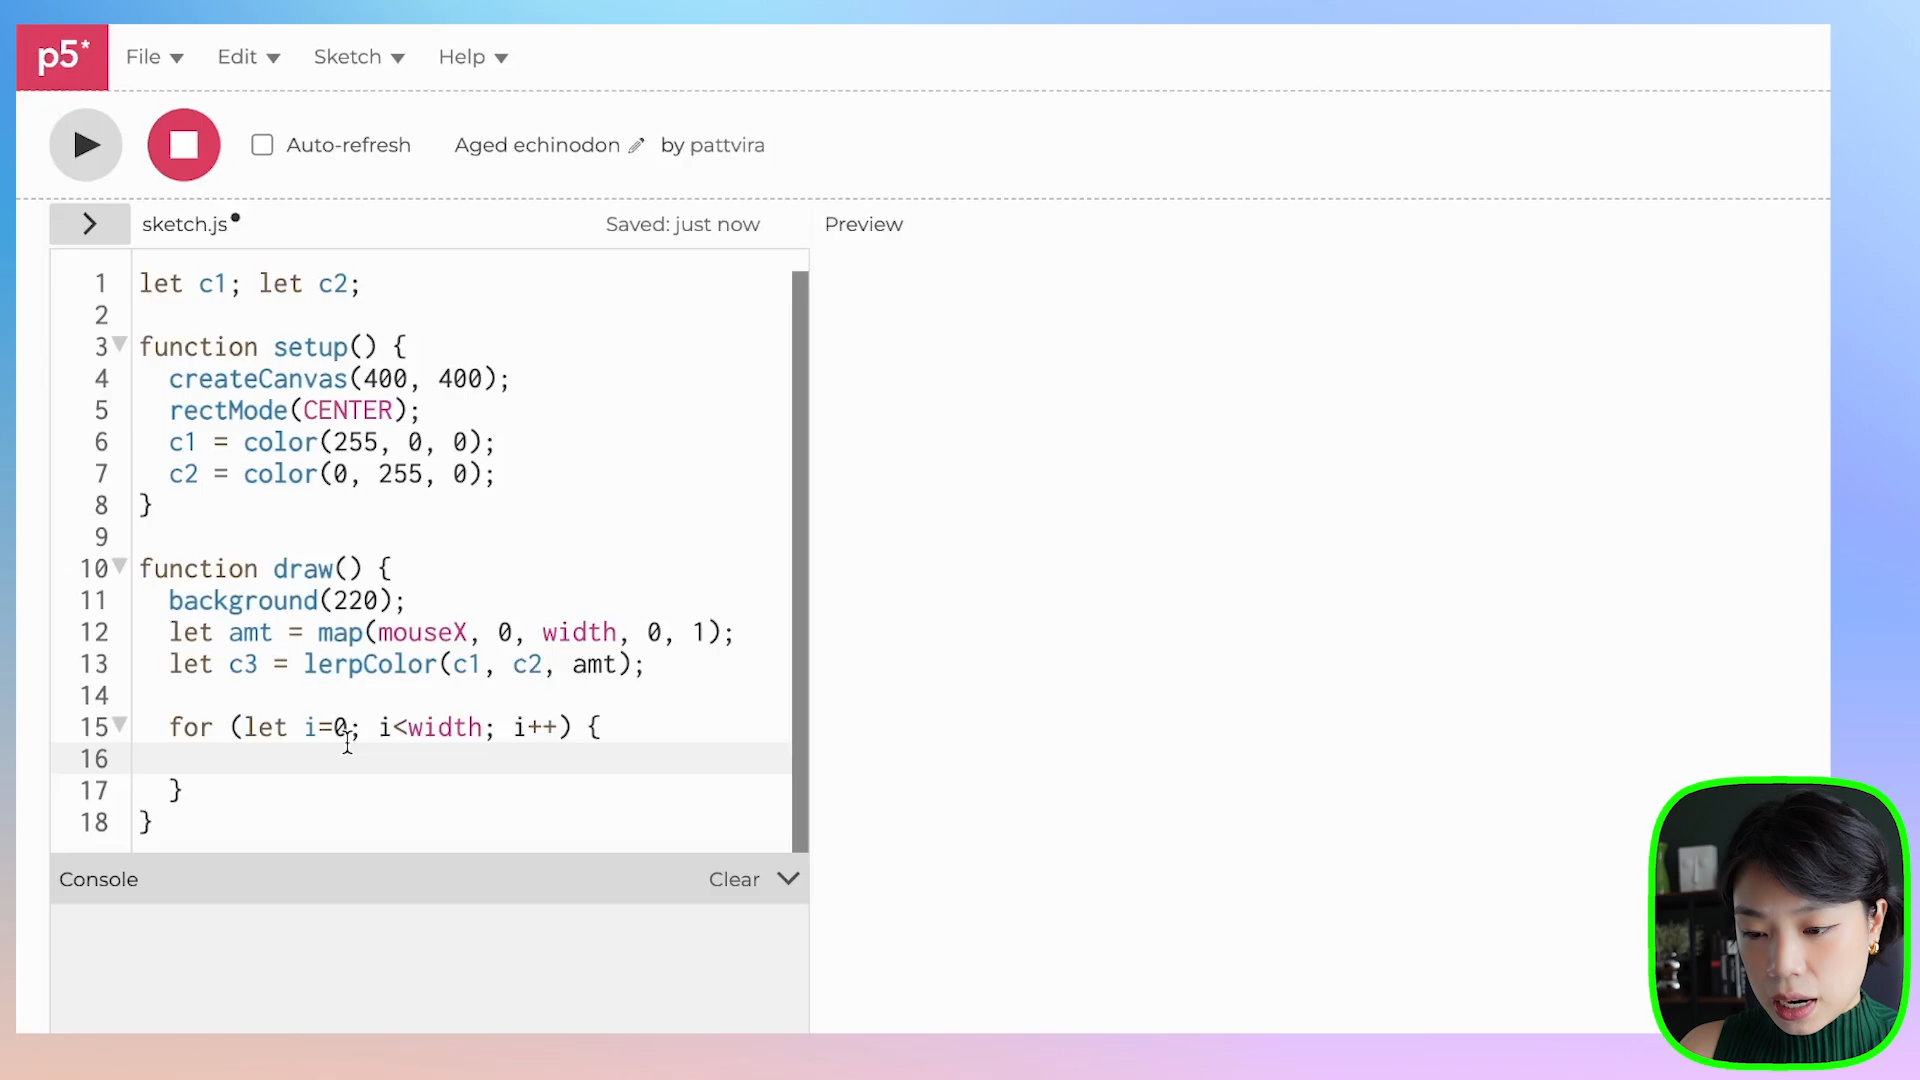 p5* File Edit Sketch Help
Auto-refresh Aged echinodon by pattvira
sketch.js Saved: just now Preview
1 let c1; let c2;
2
3 function setup() {
4 createCanvas(400, 400);
5 rectMode(CENTER);
6 c1 = color(255, 0, 0);
7 c2 = color(0, 255, 0);
8 }
9
10 function draw() {
11 background(220);
12 let amt = map(mouseX, 0, width, 0, 1);
13 let c3 = lerpColor(c1, c2, amt);
14
15 for (let i=0; i<width; i++) {
16
17 }
18 }
Console Clear